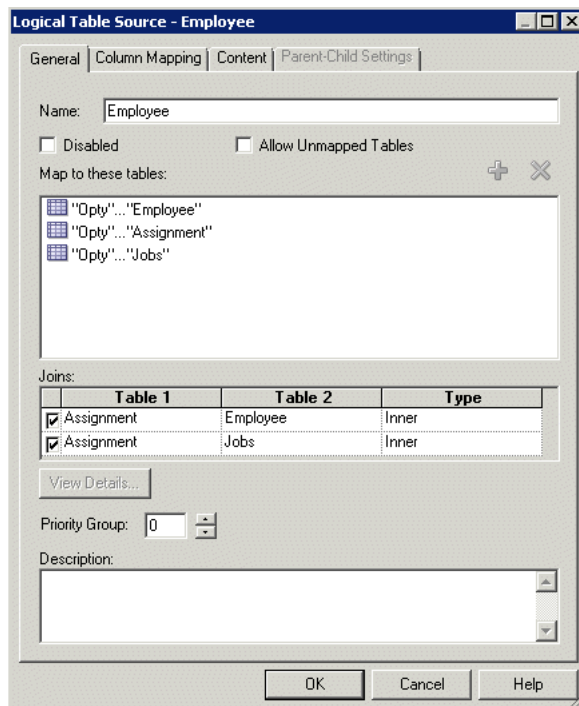 Logical Table Source - Employee
General Column Mapping Content Parent-Child Settings
Name: Employee
Disabled Allow Unmapped Tables
Map to these tables:
"Opty"..."Employee"
"Opty"..."Assignment"
"Opty"..."Jobs"
Joins:
Table 1 Table 2 Type
Assignment Employee Inner
Assignment Jobs Inner
View Details...
Priority Group: 0
Description:
OK Cancel Help